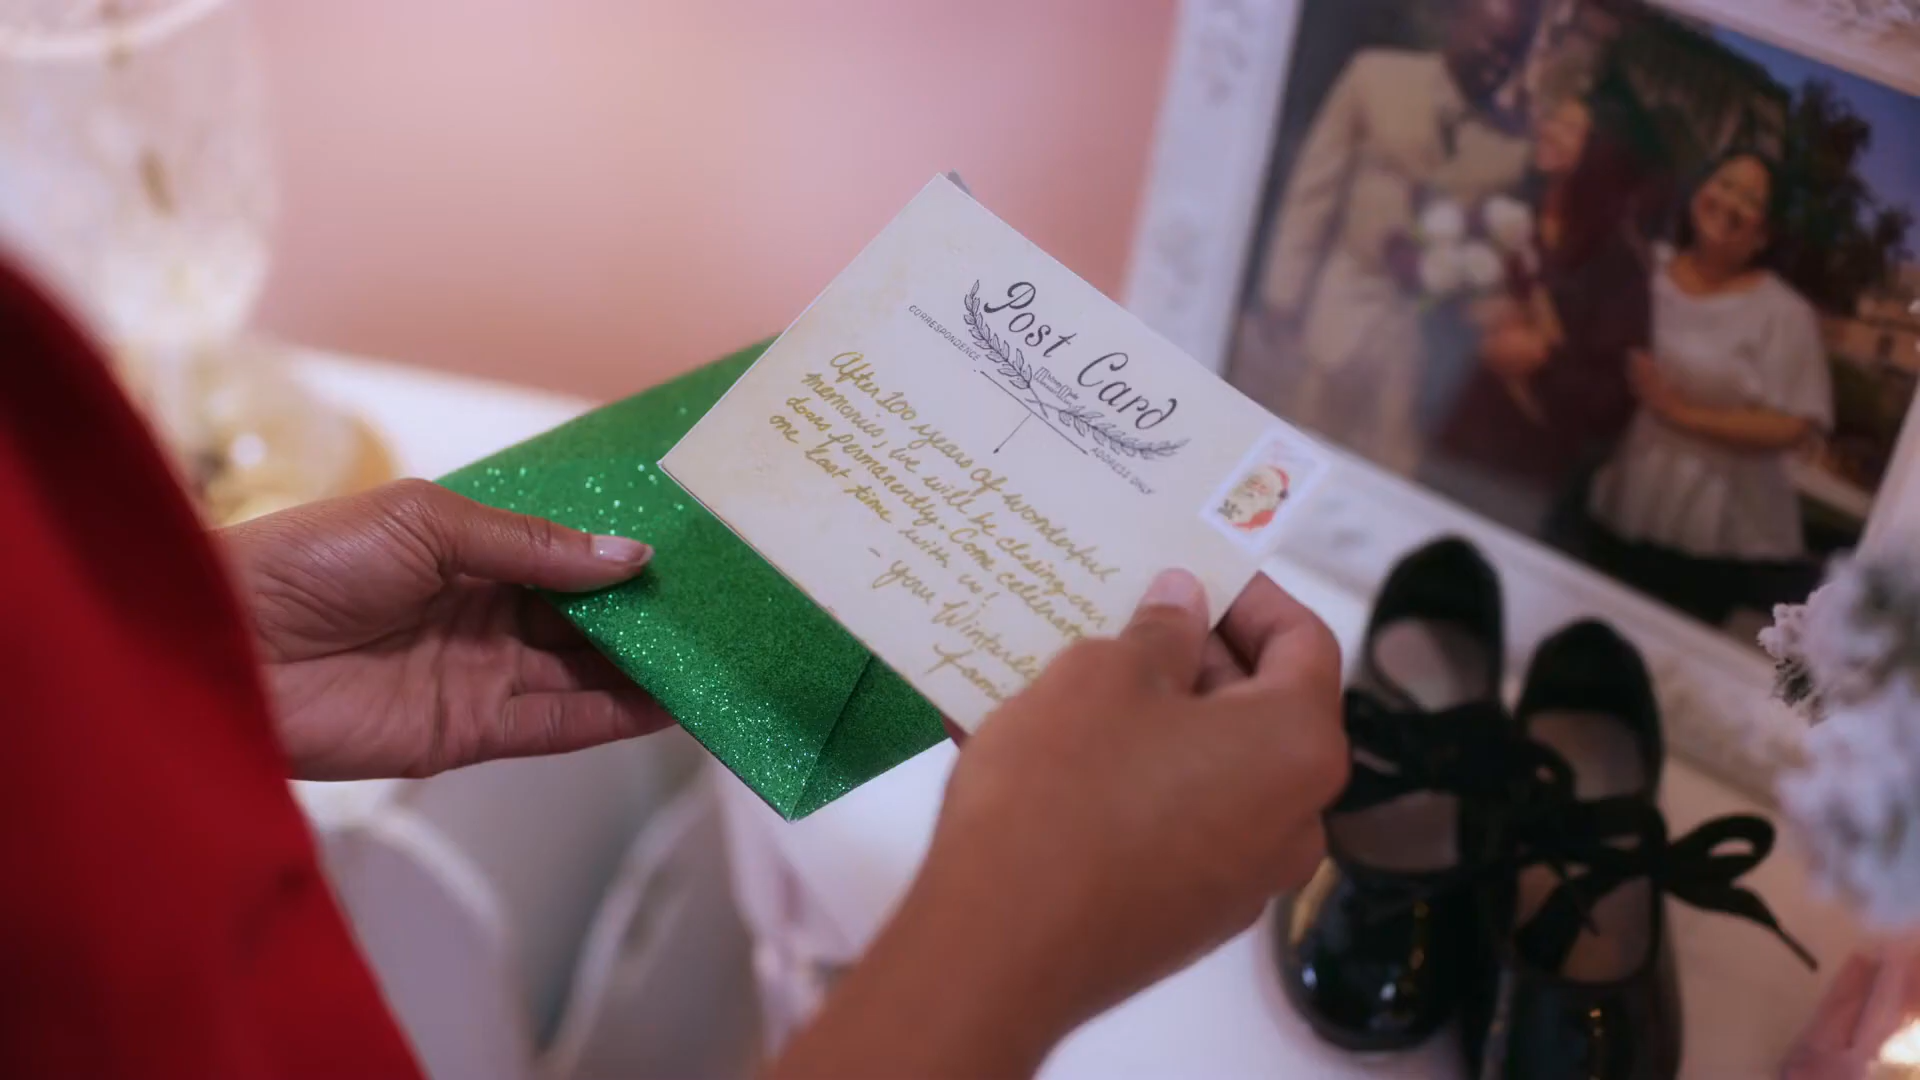 Post Card
CORRESPONDENCE
ADDRESS ONLY
After 100 years of wonderful
memories, we will be closing our
doors permanently. Come celebrate
one last time with us!
- your